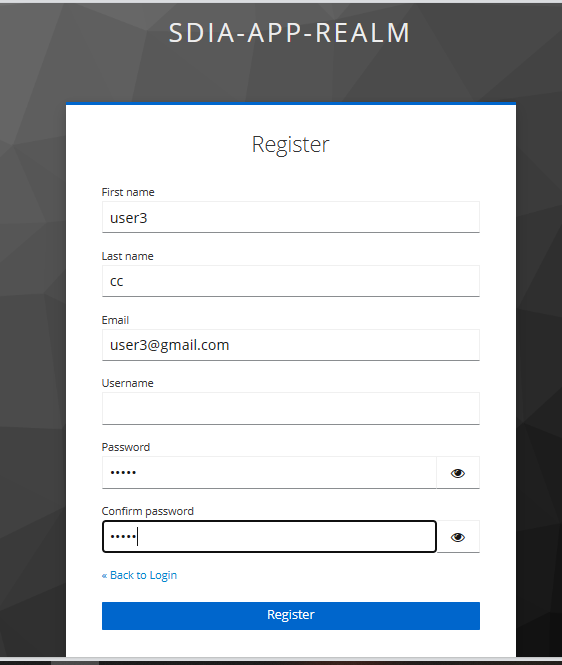 SDIA-APP-REALM
Register
First name
user3
Last name
cc
Email
user3@gmail.com
Username
Password
•••••
Confirm password
•••••
« Back to Login
Register